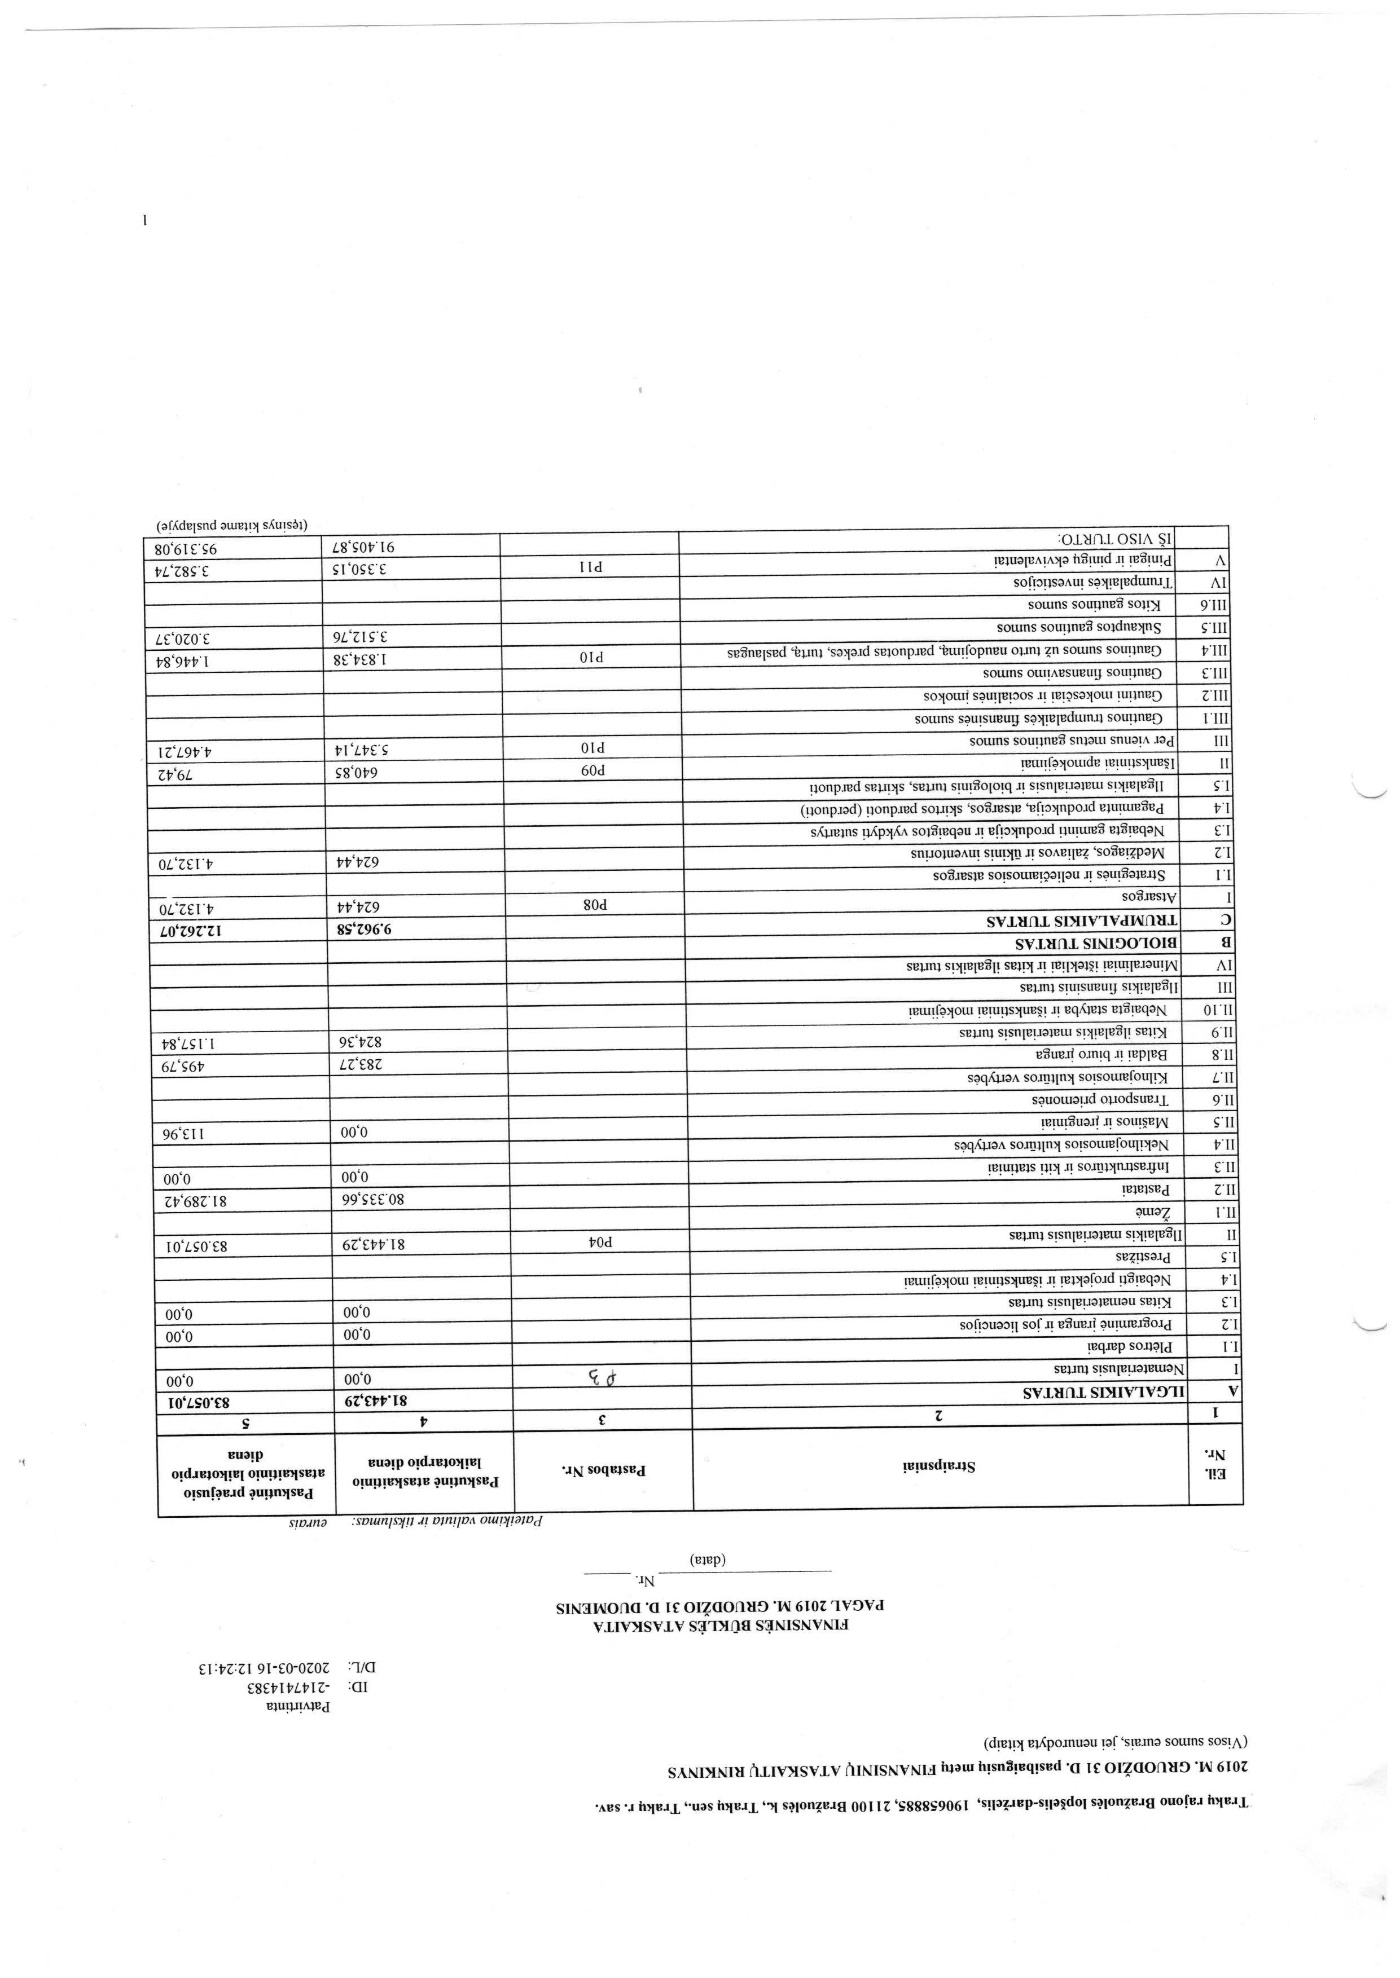 Trakų rajono Bražuolės lopšelis-darželis, 190658885, 21100 Bražuolės k., Trakų sen., Trakų r. sav.
2019 M. GRUODŽIO 31 D. pasibaigusių metų FINANSINIŲ ATASKAITŲ RINKINYS
(Visos sumos eurais, jei nenurodyta kitaip)
Patvirtinta
ID: -2147414383
D/L: 2020-03-16 12:24:13
FINANSINĖS BŪKLĖS ATASKAITA
PAGAL 2019 M. GRUODŽIO 31 D. DUOMENIS
Nr.
(data)
Pateikimo valiuta ir tikslumas: eurais
Eil. Nr. Straipsniai Pastabos Nr. Paskutinė ataskaitinio laikotarpio diena Paskutinė praėjusio ataskaitinio laikotarpio diena
1 2 3 4 5
A ILGALAIKIS TURTAS 81.443,29 83.057,01
I Nematerialusis turtas P3 0,00 0,00
I.1 Plėtros darbai
I.2 Programinė įranga ir jos licencijos 0,00 0,00
I.3 Kitas nematerialusis turtas 0,00 0,00
I.4 Nebaigti projektai ir išankstiniai mokėjimai
I.5 Prestižas
II Ilgalaikis materialusis turtas P04 81.443,29 83.057,01
II.1 Žemė
II.2 Pastatai 80.335,66 81.289,42
II.3 Infrastruktūros ir kiti statiniai 0,00 0,00
II.4 Nekilnojamosios kultūros vertybės
II.5 Mašinos ir įrenginiai 0,00 113,96
II.6 Transporto priemonės
II.7 Kilnojamosios kultūros vertybės
II.8 Baldai ir biuro įranga 283,27 495,79
II.9 Kitas ilgalaikis materialusis turtas 824,36 1.157,84
II.10 Nebaigta statyba ir išankstiniai mokėjimai
III Ilgalaikis finansinis turtas
IV Mineraliniai ištekliai ir kitas ilgalaikis turtas
B BIOLOGINIS TURTAS
C TRUMPALAIKIS TURTAS 9.962,58 12.262,07
I Atsargos P08 624,44 4.132,70
I.1 Strateginės ir neliečiamosios atsargos
I.2 Medžiagos, žaliavos ir ūkinis inventorius 624,44 4.132,70
I.3 Nebaigta gaminti produkcija ir nebaigtos vykdyti sutartys
I.4 Pagaminta produkcija, atsargos, skirtos parduoti (perduoti)
I.5 Ilgalaikis materialusis ir biologinis turtas, skirtas parduoti
II Išankstiniai apmokėjimai P09 640,85 79,42
III Per vienus metus gautinos sumos P10 5.347,14 4.467,21
III.1 Gautinos trumpalaikės finansinės sumos
III.2 Gautini mokesčiai ir socialinės įmokos
III.3 Gautinos finansavimo sumos
III.4 Gautinos sumos už turto naudojimą, parduotas prekes, turtą, paslaugas P10 1.834,38 1.446,84
III.5 Sukauptos gautinos sumos 3.512,76 3.020,37
III.6 Kitos gautinos sumos
IV Trumpalaikės investicijos
V Pinigai ir pinigų ekvivalentai P11 3.350,15 3.582,74
IŠ VISO TURTO: 91.405,87 95.319,08
(tęsinys kitame puslapyje)
1